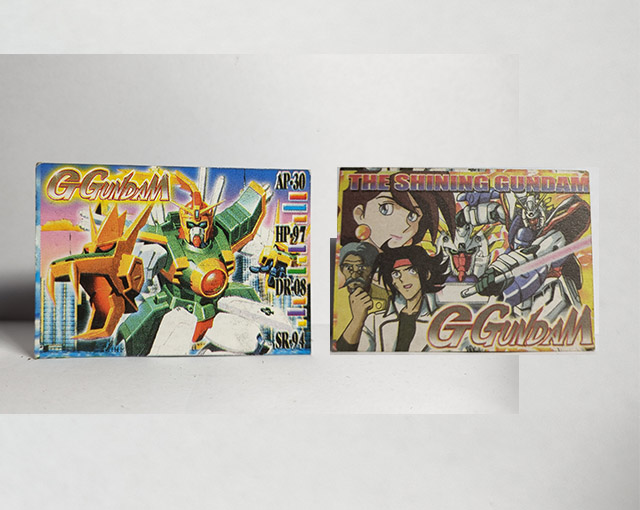 G-GUNDAM
AP-30
HP-97
DR-08
SR-94
THE SHINING GUNDAM
G-GUNDAM